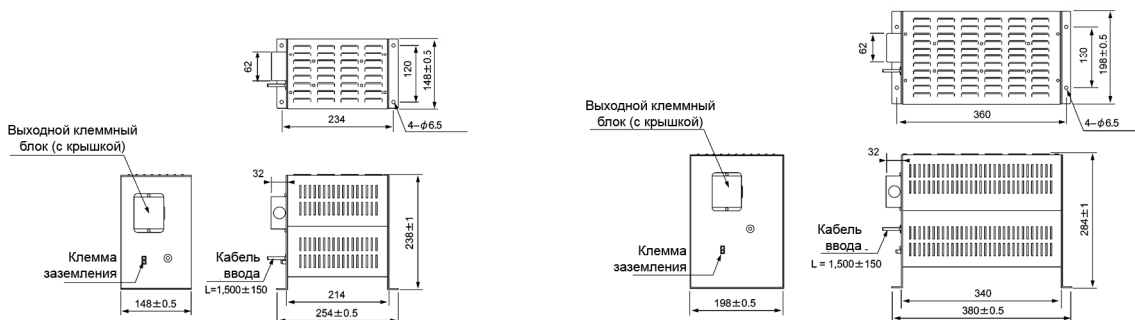 62
120
148±0.5
234
4–ϕ6.5
Выходной клеммный
блок (с крышкой)
32
238±1
Клемма
заземления
Кабель
ввода
L=1,500±150
148±0.5
214
254±0.5
62
130
198±0.5
360
4–ϕ6.5
Выходной клеммный
блок (с крышкой)
32
284±1
Клемма
заземления
Кабель
ввода
L = 1,500±150
198±0.5
340
380±0.5